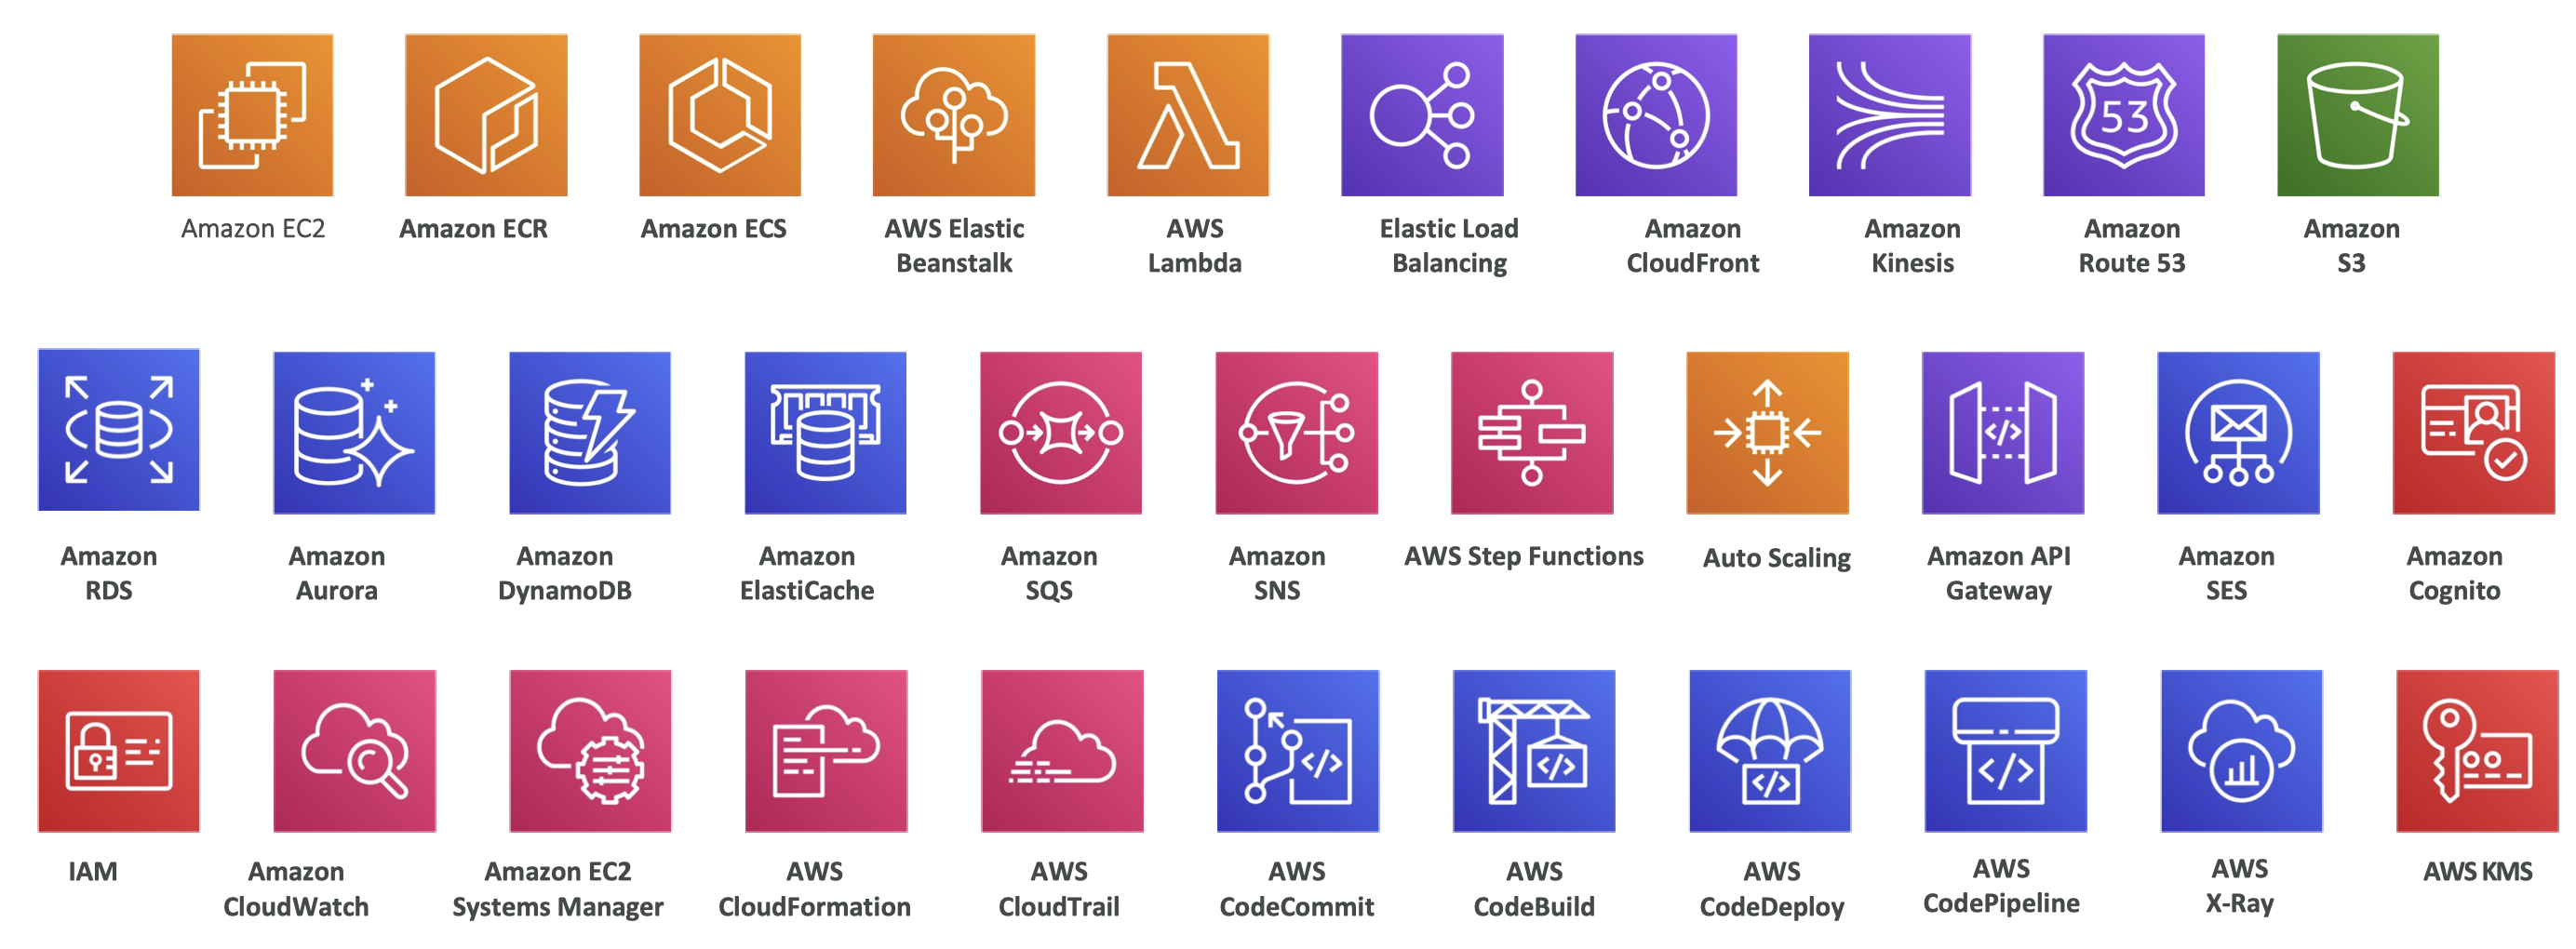 53
Amazon EC2
Amazon ECR
Amazon ECS
AWS Elastic
Beanstalk
AWS
Lambda
Elastic Load
Balancing
Amazon
CloudFront
Amazon
Kinesis
Amazon
Route 53
Amazon
S3
</>
Amazon
RDS
Amazon
Aurora
Amazon
DynamoDB
Amazon
ElastiCache
Amazon
SQS
Amazon
SNS
AWS Step Functions
Auto Scaling
Amazon API
Gateway
Amazon
SES
Amazon
Cognito
</>
</>
</>
</>
IAM
Amazon
CloudWatch
Amazon EC2
Systems Manager
AWS
CloudFormation
AWS
CloudTrail
AWS
CodeCommit
AWS
CodeBuild
AWS
CodeDeploy
AWS
CodePipeline
AWS
X-Ray
AWS KMS